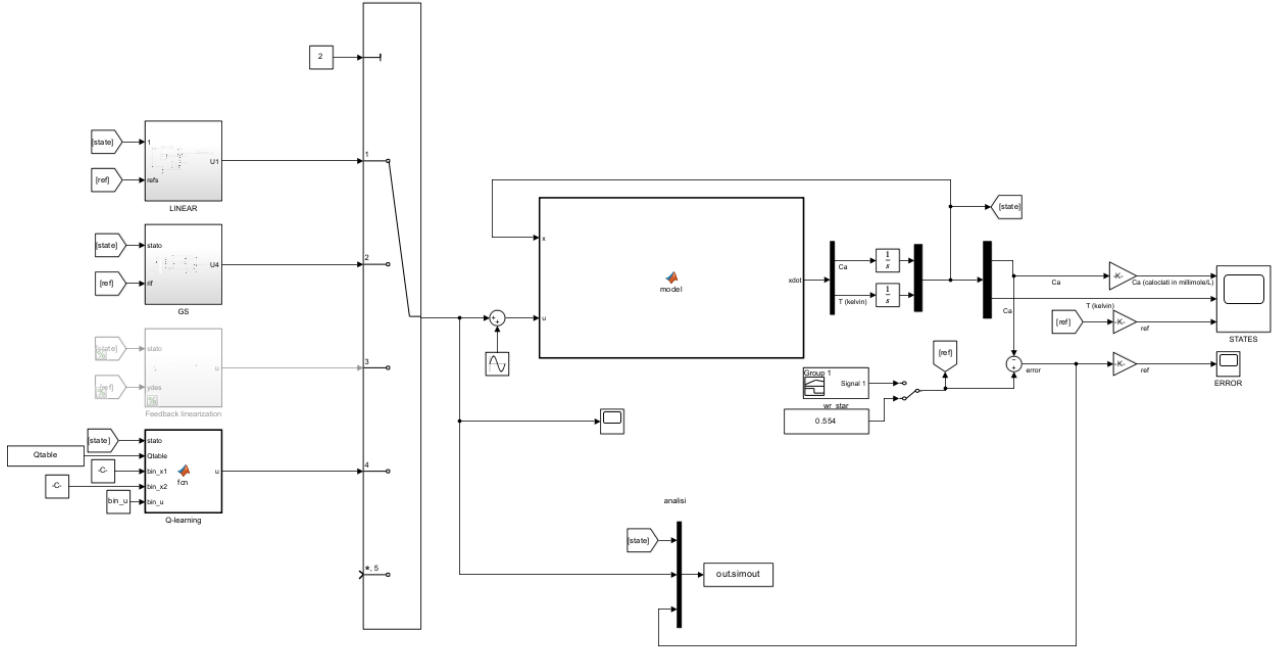 2
[state]
1
U1
[ref]
refs
LINEAR
1
[state]
stato
U4
[ref]
rif
GS
2
[state]
stato
u
[ref]
ydes
Feedback linearization
3
[state]
stato
Qtable
Qtable
-C-
bin_x1
-C-
bin_x2
bin_u
bin_u
fcn
u
Q-learning
4
*, 5
x
u
model
xdot
Ca
T (kelvin)
1
s
1
s
[state]
Ca
-K-
Ca (caloclati in millimole/L)
T (kelvin)
[ref]
-K-
ref
STATES
Ca
[ref]
error
-K-
ref
ERROR
Group 1
Signal 1
wr_star
0.554
analisi
[state]
out.simout